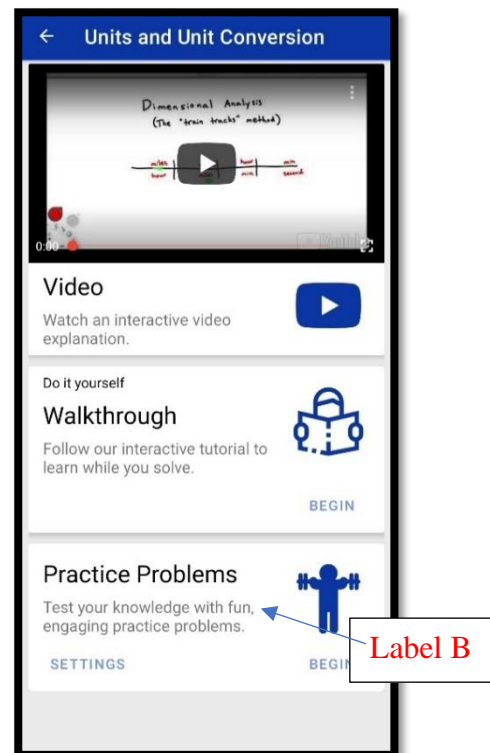 Units and Unit Conversion
Dimensional Analysis
(The "train tracks" method)
miles hour min
hour min second
0:00
Video
Watch an interactive video
explanation.
Do it yourself
Walkthrough
Follow our interactive tutorial to
learn while you solve.
BEGIN
Practice Problems
Test your knowledge with fun,
engaging practice problems.
SETTINGS
Label B